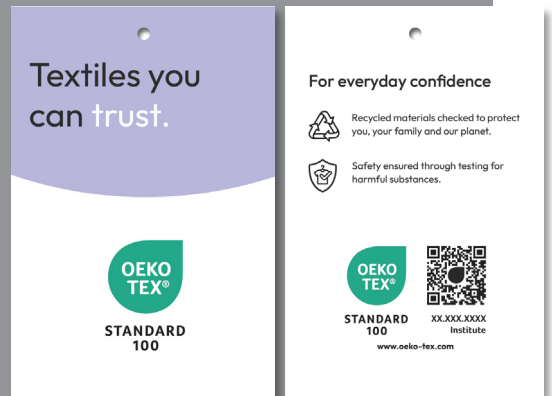 Textiles you
can trust.
OEKO
TEX®
STANDARD
100
For everyday confidence
Recycled materials checked to protect
you, your family and our planet.
Safety ensured through testing for
harmful substances.
OEKO
TEX®
STANDARD
100
XX.XXX.XXXX
Institute
www.oeko-tex.com